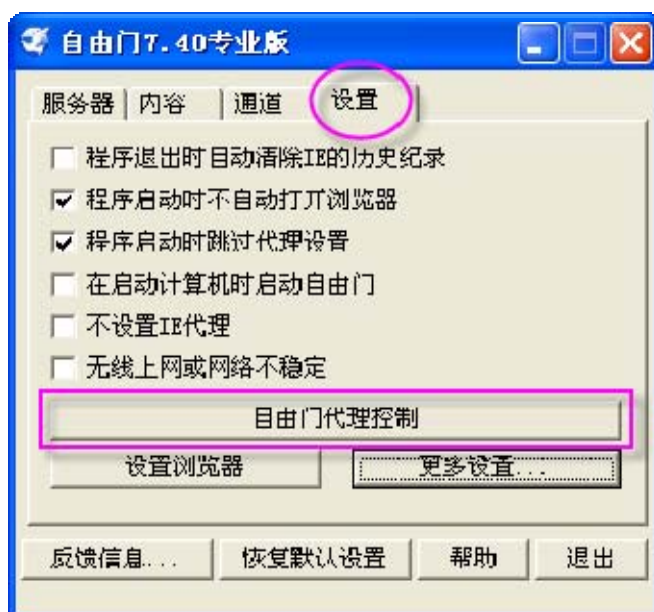 自由门7.40专业版
服务器 内容 通道 设置
程序退出时自动清除IE的历史纪录
程序启动时不自动打开浏览器
程序启动时跳过代理设置
在启动计算机时启动自由门
不设置IE代理
无线上网或网络不稳定
自由门代理控制
设置浏览器 更多设置...
反馈信息... 恢复默认设置 帮助 退出